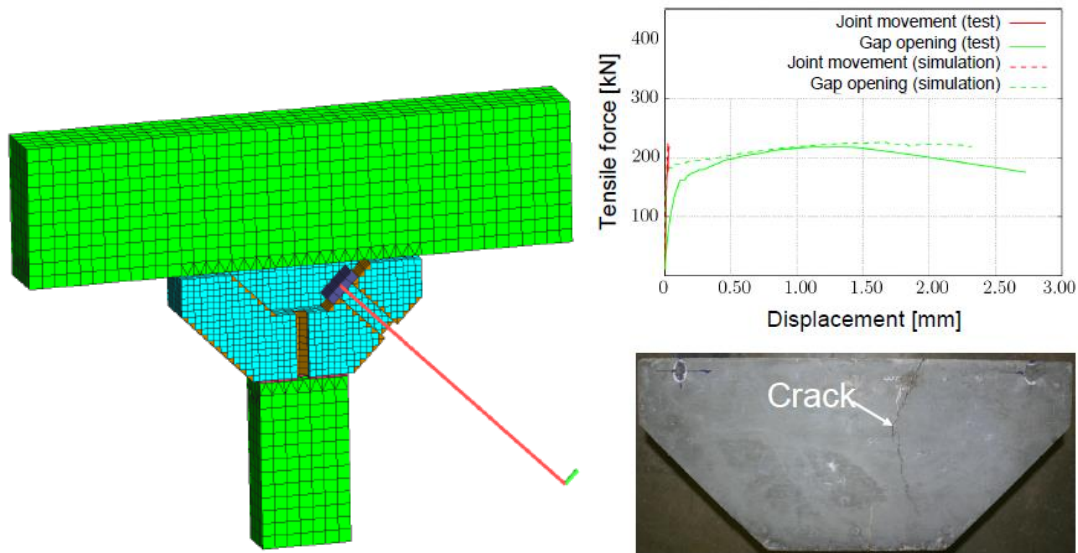 Joint movement (test)
Gap opening (test)
Joint movement (simulation)
Gap opening (simulation)
Tensile force [kN]
400
300
200
100
0
0.50
1.00
1.50
2.00
2.50
3.00
Displacement [mm]
Crack